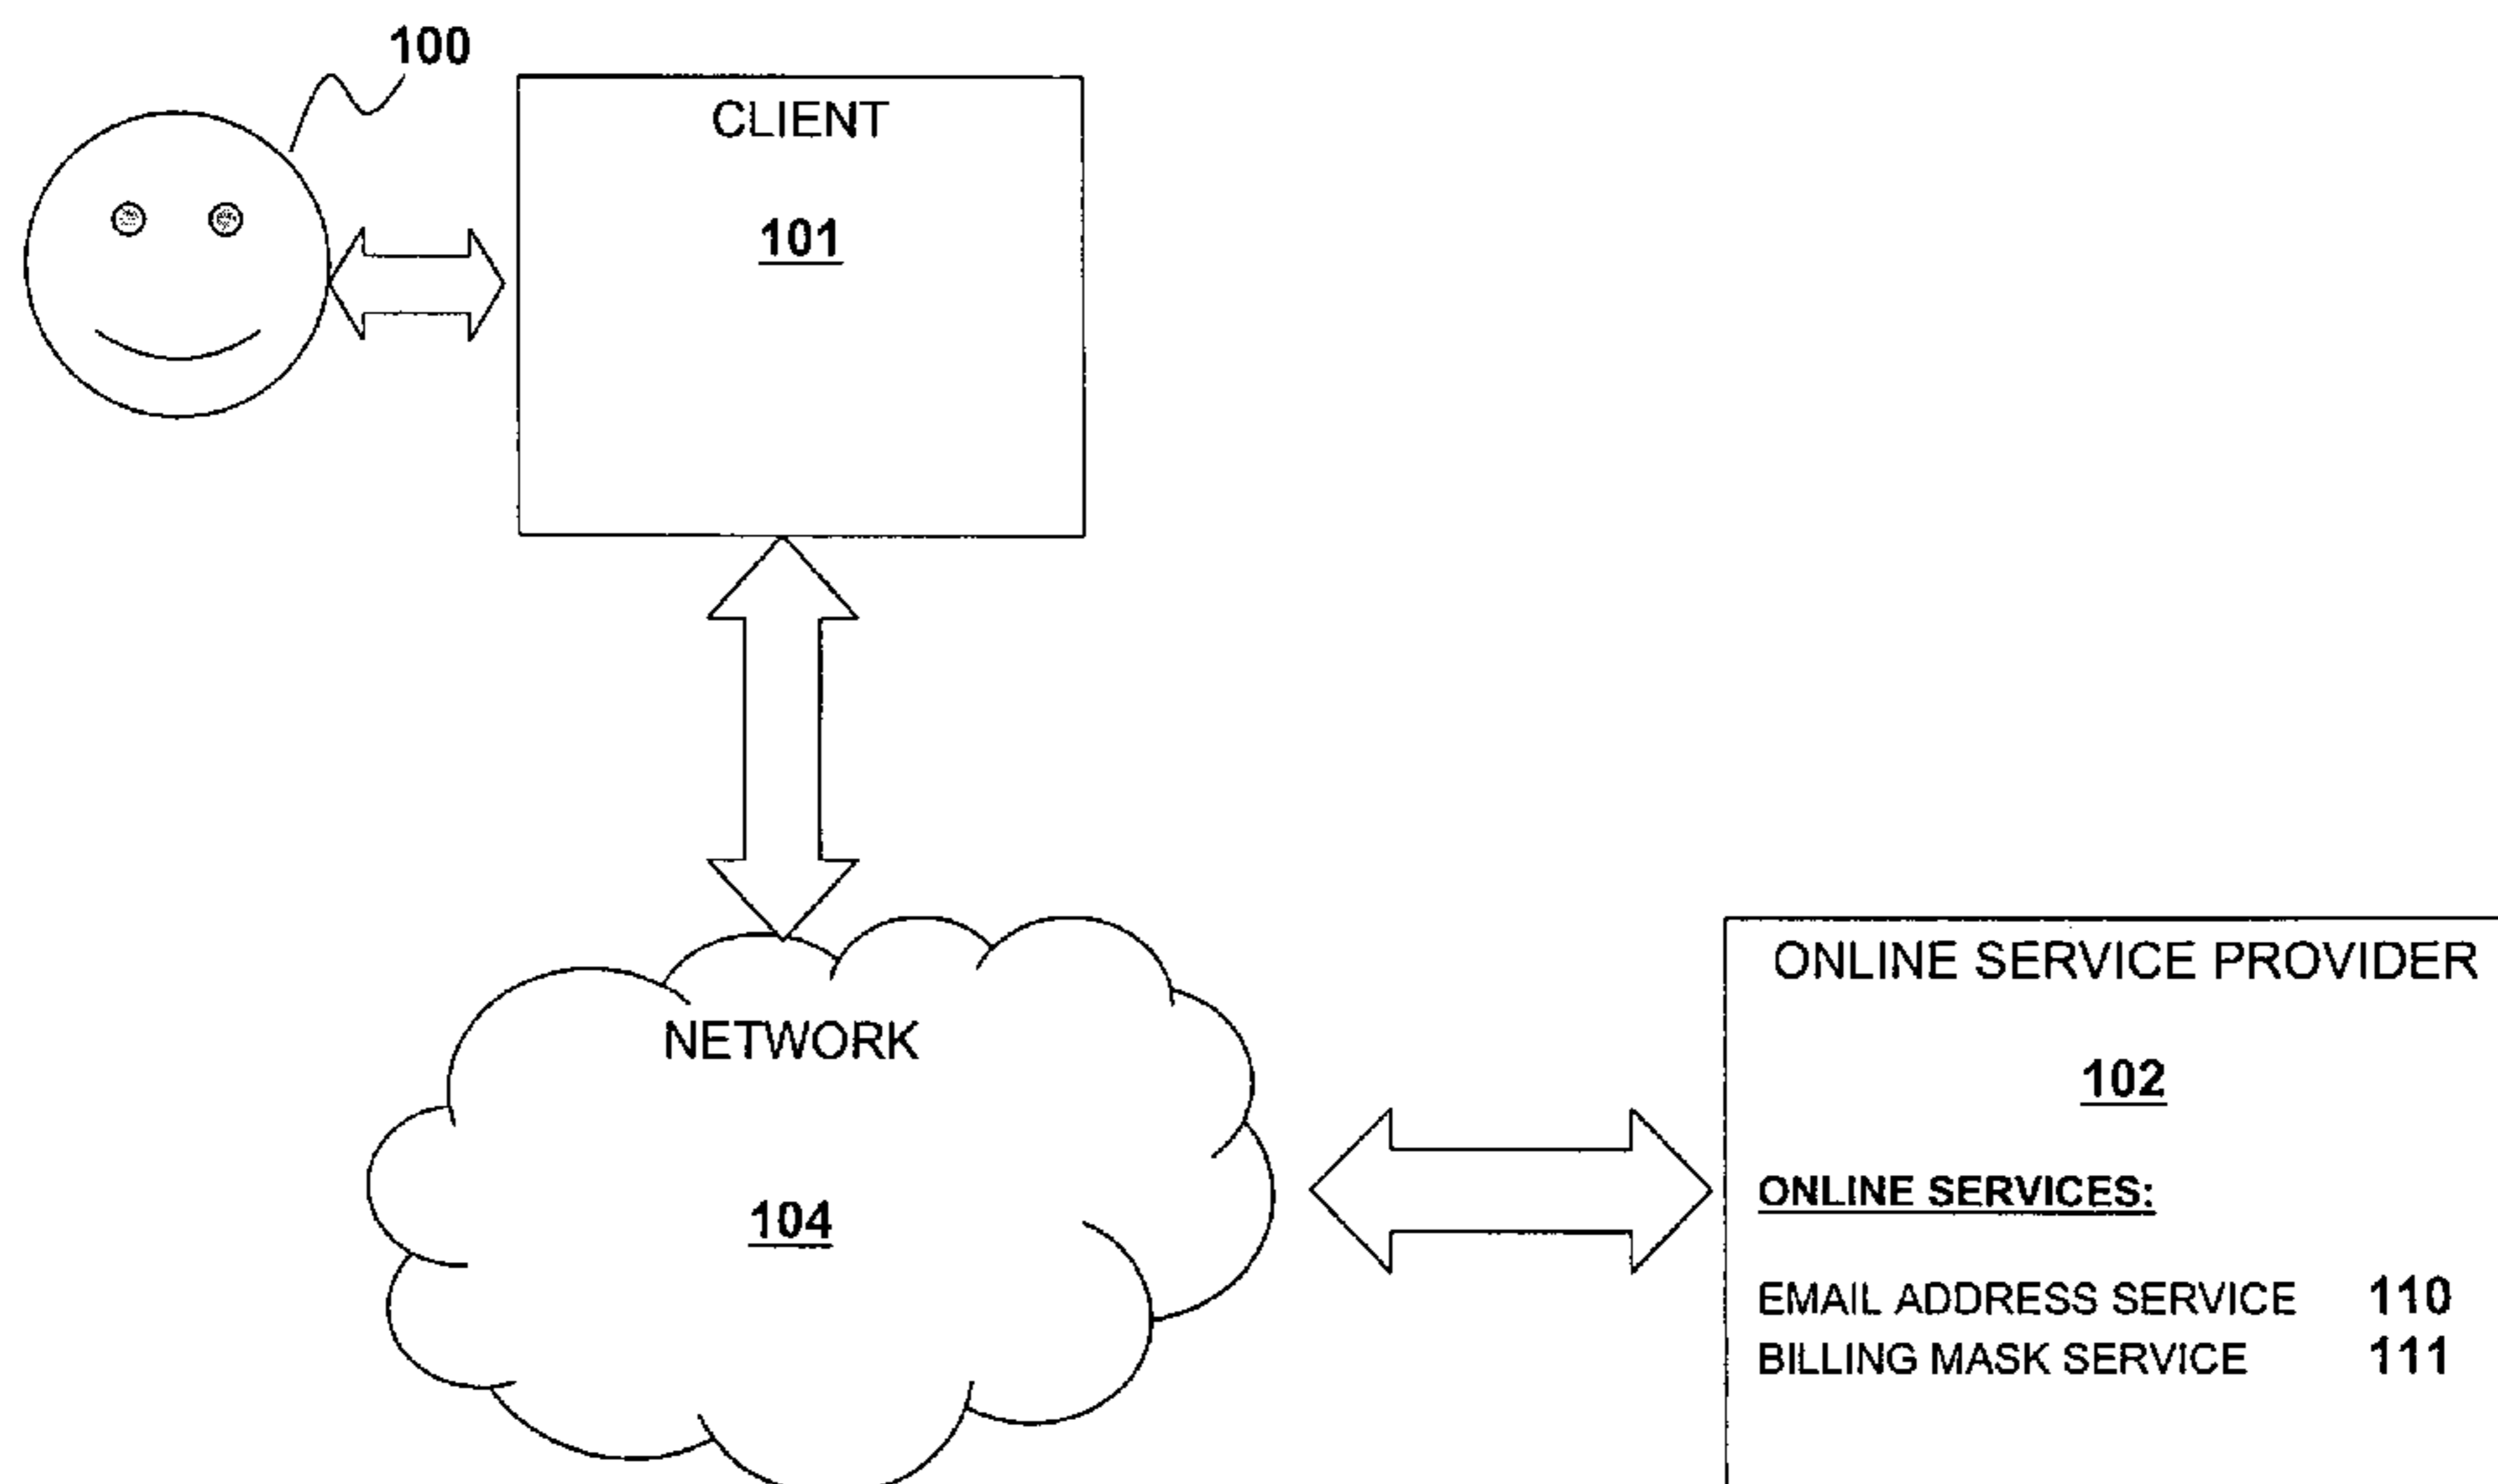 100
CLIENT
101
NETWORK
104
ONLINE SERVICE PROVIDER
102
ONLINE SERVICES:
EMAIL ADDRESS SERVICE 110
BILLING MASK SERVICE 111